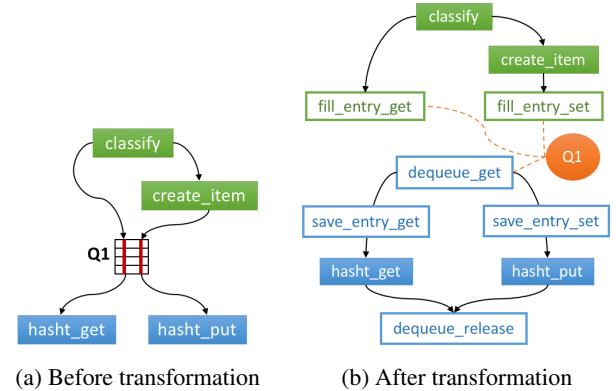 classify
create_item
Q1
hasht_get
hasht_put
(a) Before transformation
classify
create_item
fill_entry_get
fill_entry_set
Q1
dequeue_get
save_entry_get
save_entry_set
hasht_get
hasht_put
dequeue_release
(b) After transformation